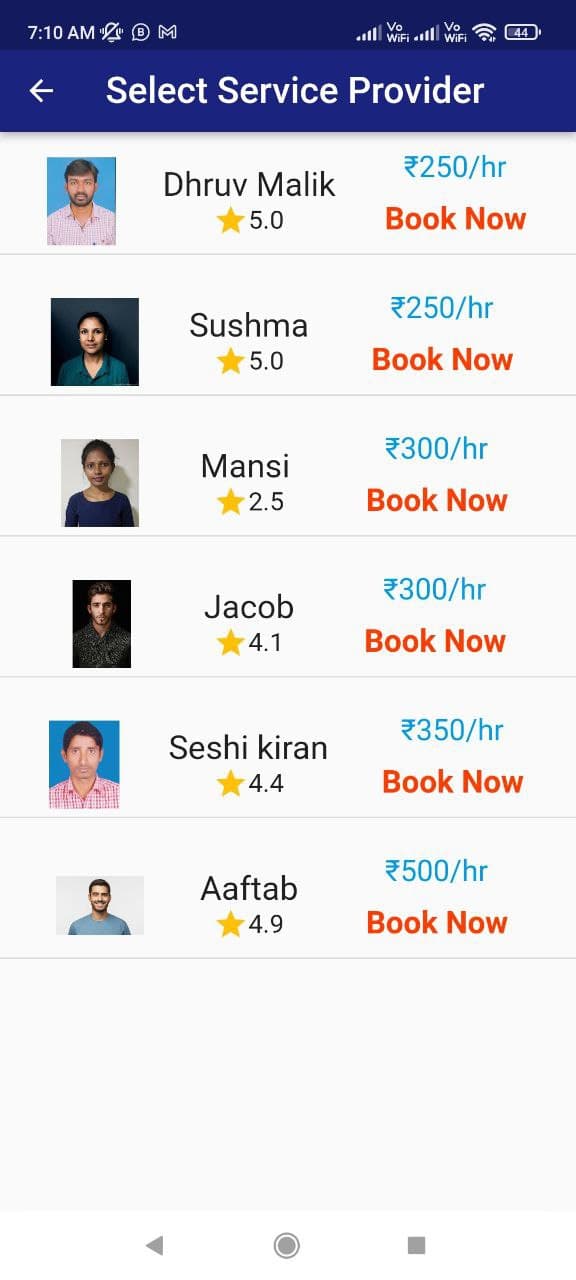 7:10 AM
Vo WiFi Vo WiFi 44
Select Service Provider
Dhruv Malik
5.0
₹250/hr
Book Now
Sushma
5.0
₹250/hr
Book Now
Mansi
2.5
₹300/hr
Book Now
Jacob
4.1
₹300/hr
Book Now
Seshi kiran
4.4
₹350/hr
Book Now
Aaftab
4.9
₹500/hr
Book Now